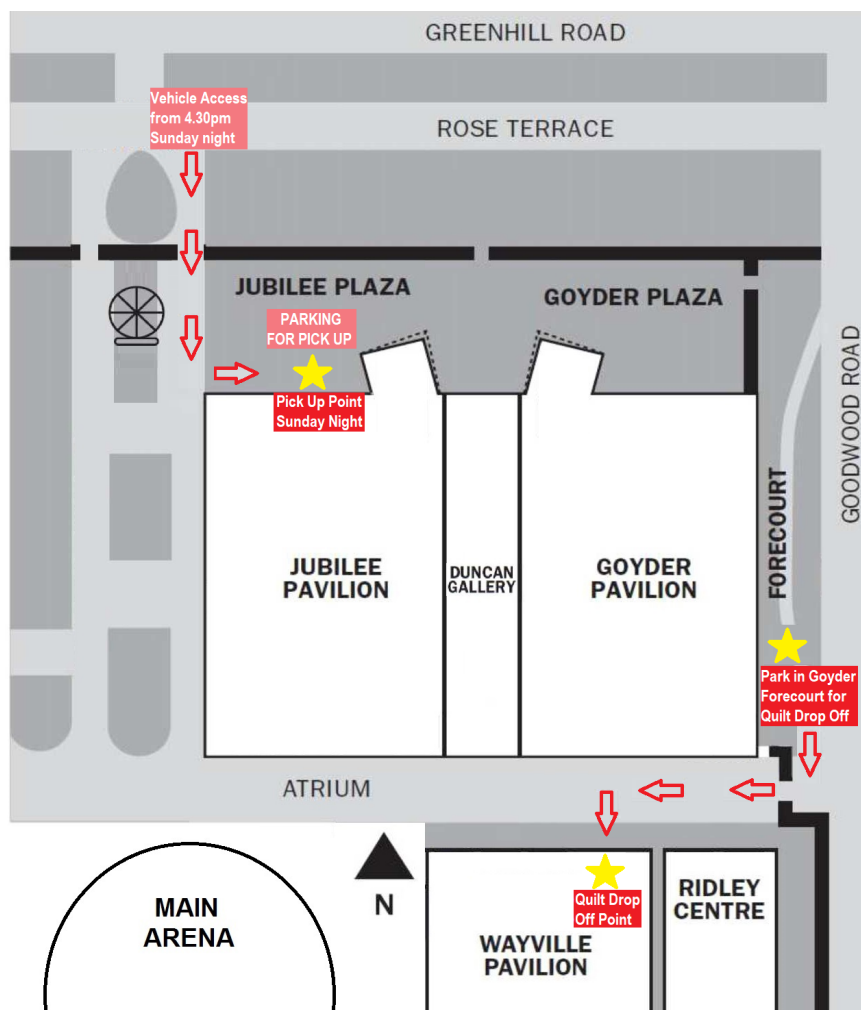 GREENHILL ROAD
Vehicle Access
from 4.30pm
Sunday night
ROSE TERRACE
JUBILEE PLAZA
GOYDER PLAZA
PARKING
FOR PICK UP
Pick Up Point
Sunday Night
GOODWOOD ROAD
FORECOURT
JUBILEE
PAVILION
DUNCAN
GALLERY
GOYDER
PAVILION
Park in Goyder
Forecourt for
Quilt Drop Off
ATRIUM
N
MAIN
ARENA
Quilt Drop
Off Point
WAYVILLE
PAVILION
RIDLEY
CENTRE